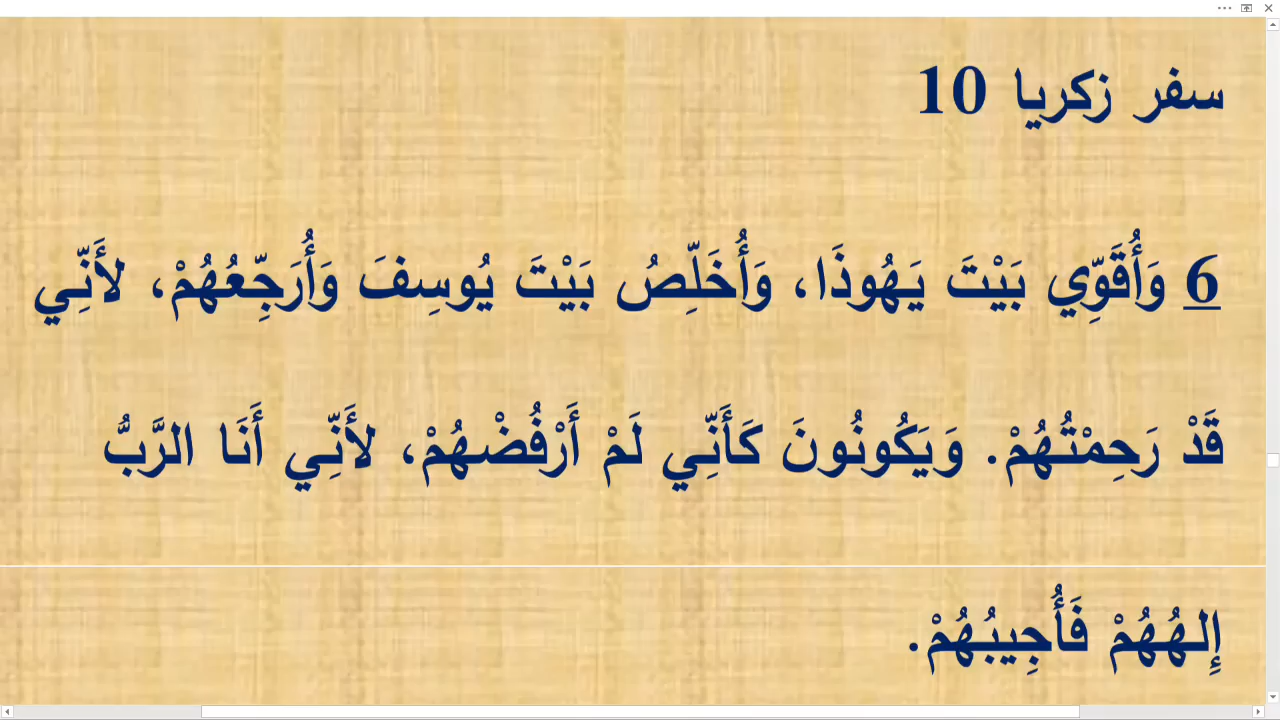 سفر زكريا 10
6 وَأُقَوِّي بَيْتَ يَهُوذَا، وَأُخَلِّصُ بَيْتَ يُوسِفَ وَأُرَجِّعُهُمْ، لأَنِّي
قَدْ رَحِمْتُهُمْ. وَيَكُونُونَ كَأَنِّي لَمْ أَرْفُضْهُمْ، لأَنِّي أَنَا الرَّبُّ
إِلهُهُمْ فَأُجِيبُهُمْ.